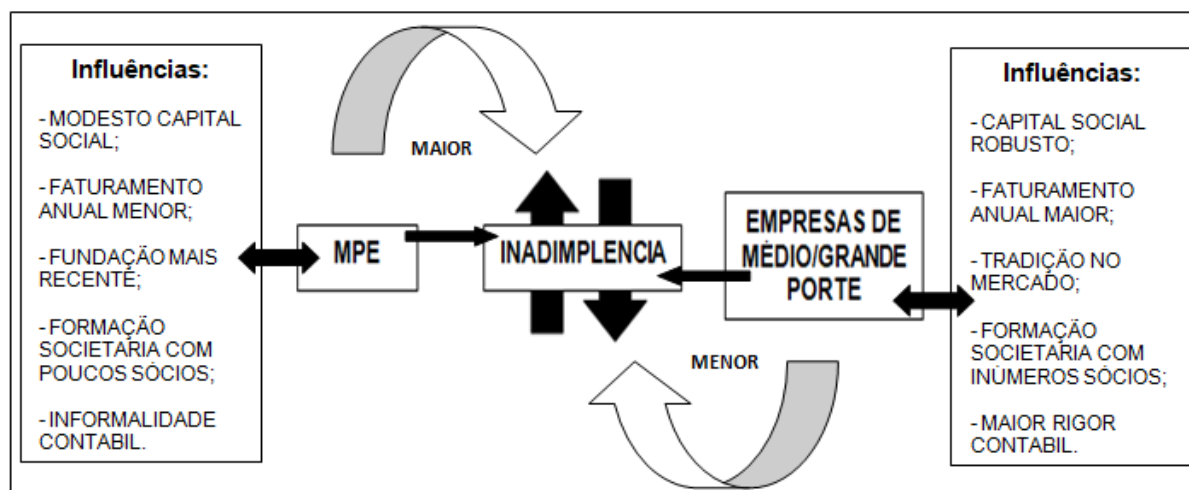 Influências:
- MODESTO CAPITAL
SOCIAL;
- FATURAMENTO
ANUAL MENOR;
- FUNDAÇÃO MAIS
RECENTE;
- FORMAÇÃO
SOCIETARIA COM
POUCOS SÓCIOS;
- INFORMALIDADE
CONTABIL.
MAIOR
MPE
INADIMPLENCIA
EMPRESAS DE
MÉDIO/GRANDE
PORTE
MENOR
Influências:
- CAPITAL SOCIAL
ROBUSTO;
- FATURAMENTO
ANUAL MAIOR;
- TRADIÇÃO NO
MERCADO;
- FORMAÇÃO
SOCIETARIA COM
INÚMEROS SÓCIOS;
- MAIOR RIGOR
CONTABIL.